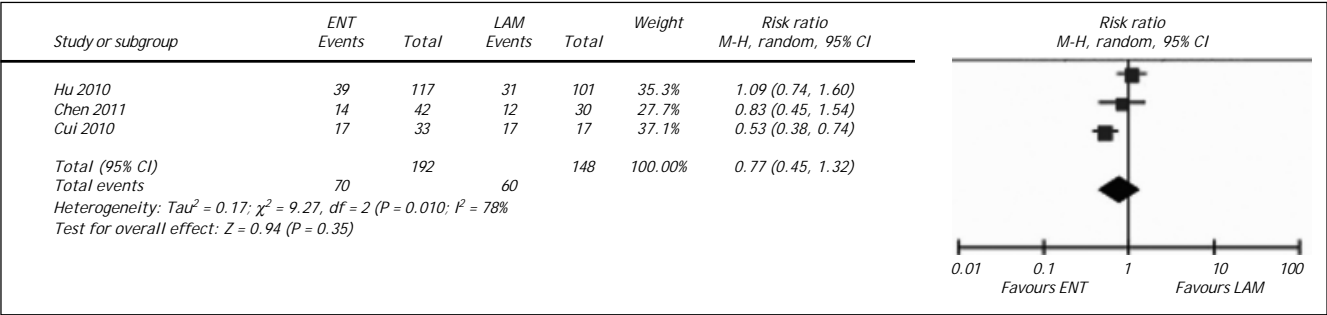 ENT LAM Weight Risk ratio Risk ratio
Study or subgroup Events Total Events Total M-H, random, 95% CI M-H, random, 95% CI
Hu 2010 39 117 31 101 35.3% 1.09 (0.74, 1.60)
Chen 2011 14 42 12 30 27.7% 0.83 (0.45, 1.54)
Cui 2010 17 33 17 17 37.1% 0.53 (0.38, 0.74)
Total (95% CI) 192 148 100.00% 0.77 (0.45, 1.32)
Total events 70 60
Heterogeneity: Tau² = 0.17; χ² = 9.27, df = 2 (P = 0.010; I² = 78%
Test for overall effect: Z = 0.94 (P = 0.35)
0.01 0.1 1 10 100
Favours ENT Favours LAM